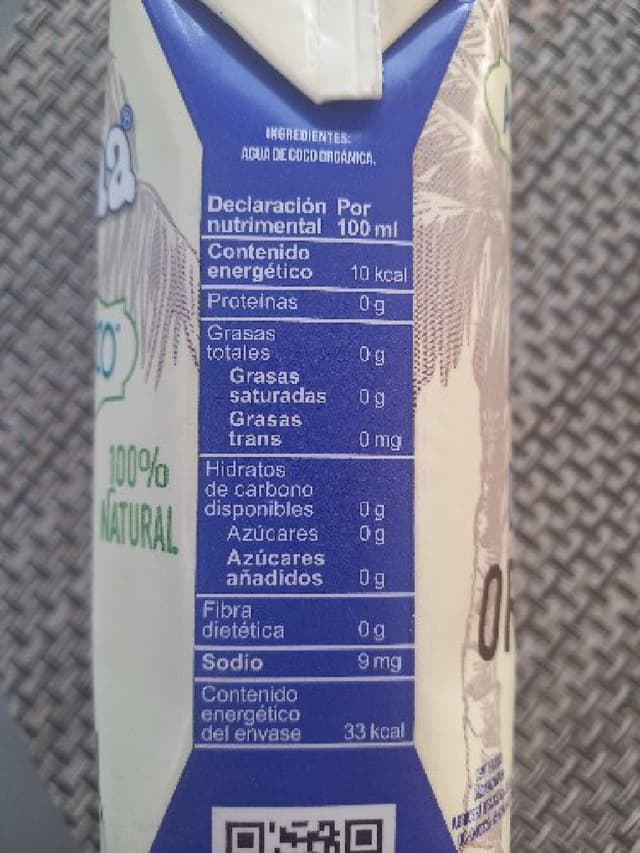 INGREDIENTES:
AGUA DE COCO ORGÁNICA.
Declaración Por
nutrimental 100 ml
Contenido
energético 10 kcal
Proteínas 0 g
Grasas
totales 0 g
Grasas
saturadas 0 g
Grasas
trans 0 mg
Hidratos
de carbono
disponibles 0 g
Azúcares 0 g
Azúcares
añadidos 0 g
Fibra
dietética 0 g
Sodio 9 mg
Contenido
energético
del envase 33 kcal
100%
NATURAL